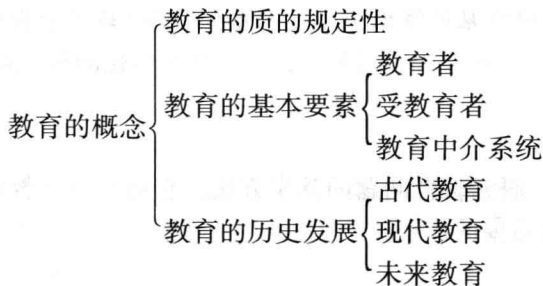 教育的质的规定性
教育者
教育的概念
教育的基本要素
受教育者
教育中介系统
古代教育
教育的历史发展
现代教育
未来教育